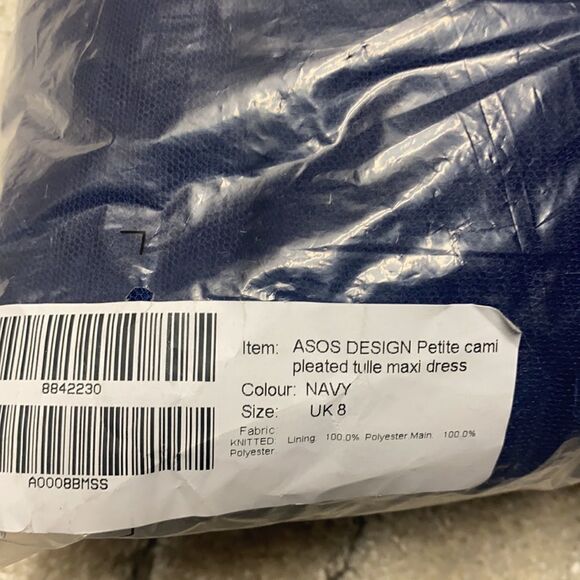 8842230
A0008BMSS
Item: ASOS DESIGN Petite cami
pleated tulle maxi dress
Colour: NAVY
Size: UK 8
Fabric
KNITTED: Lining 100.0% Polyester Main 100.0%
Polyester